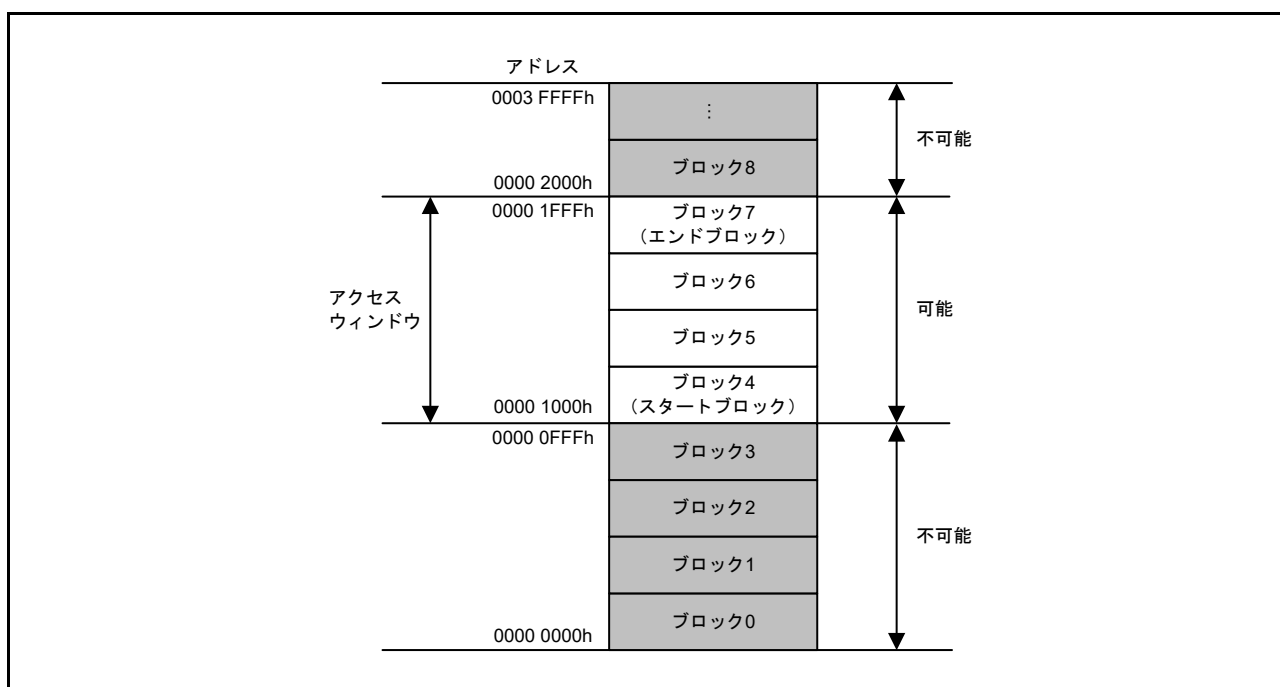 アドレス
0003 FFFFh
⋮
不可能
ブロック8
0000 2000h
0000 1FFFh
ブロック7
（エンドブロック）
ブロック6
アクセス
ウィンドウ
可能
ブロック5
ブロック4
（スタートブロック）
0000 1000h
0000 0FFFh
ブロック3
ブロック2
不可能
ブロック1
ブロック0
0000 0000h